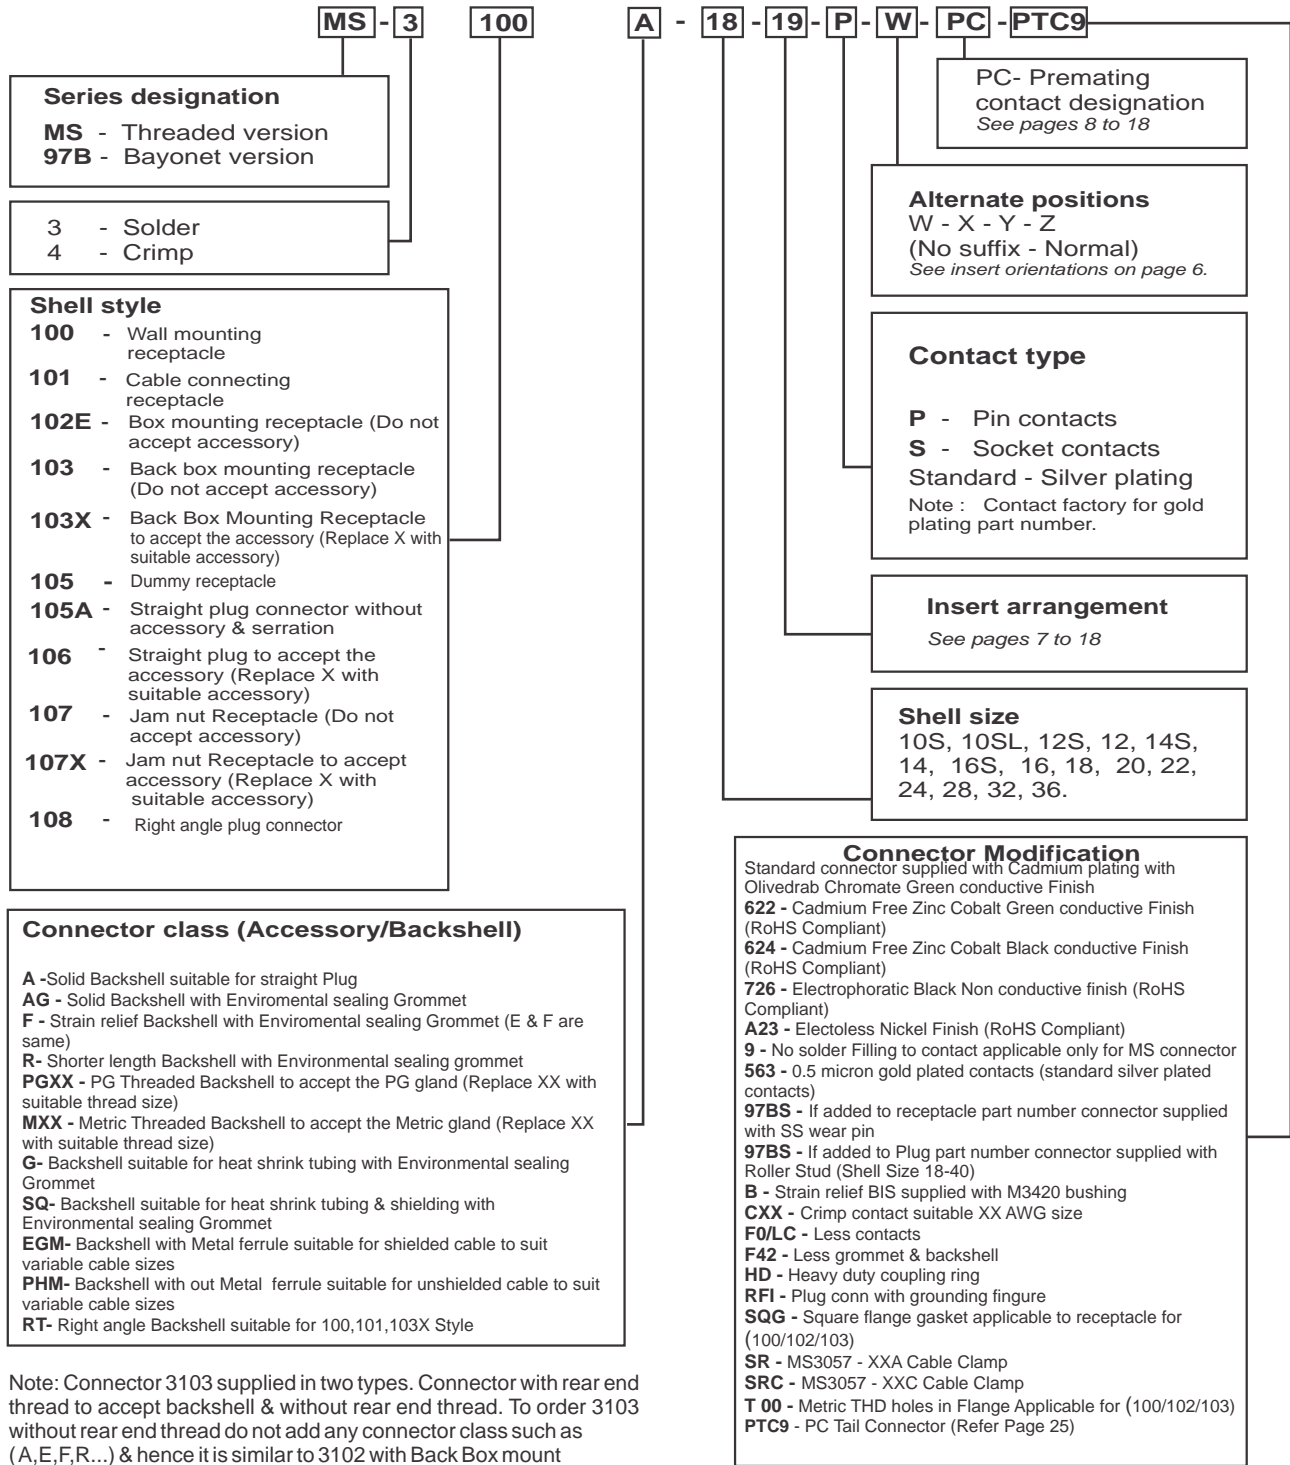 MS - 3 100 A - 18 - 19 - P - W - PC - PTC9
Series designation
MS - Threaded version
97B - Bayonet version
3 - Solder
4 - Crimp
Shell style
100 - Wall mounting
receptacle
101 - Cable connecting
receptacle
102E - Box mounting receptacle (Do not
accept accessory)
103 - Back box mounting receptacle
(Do not accept accessory)
103X - Back Box Mounting Receptacle
to accept the accessory (Replace X with
suitable accessory)
105 - Dummy receptacle
105A - Straight plug connector without
accessory & serration
106 - Straight plug to accept the
accessory (Replace X with
suitable accessory)
107 - Jam nut Receptacle (Do not
accept accessory)
107X - Jam nut Receptacle to accept
accessory (Replace X with
suitable accessory)
108 - Right angle plug connector
Connector class (Accessory/Backshell)
A -Solid Backshell suitable for straight Plug
AG - Solid Backshell with Enviromental sealing Grommet
F - Strain relief Backshell with Enviromental sealing Grommet (E & F are
same)
R- Shorter length Backshell with Environmental sealing grommet
PGXX - PG Threaded Backshell to accept the PG gland (Replace XX with
suitable thread size)
MXX - Metric Threaded Backshell to accept the Metric gland (Replace XX
with suitable thread size)
G- Backshell suitable for heat shrink tubing with Environmental sealing
Grommet
SQ- Backshell suitable for heat shrink tubing & shielding with
Environmental sealing Grommet
EGM- Backshell with Metal ferrule suitable for shielded cable to suit
variable cable sizes
PHM- Backshell with out Metal ferrule suitable for unshielded cable to suit
variable cable sizes
RT- Right angle Backshell suitable for 100,101,103X Style
Note: Connector 3103 supplied in two types. Connector with rear end
thread to accept backshell & without rear end thread. To order 3103
without rear end thread do not add any connector class such as
(A,E,F,R...) & hence it is similar to 3102 with Back Box mount
PC- Premating
contact designation
See pages 8 to 18
Alternate positions
W - X - Y - Z
(No suffix - Normal)
See insert orientations on page 6.
Contact type
P - Pin contacts
S - Socket contacts
Standard - Silver plating
Note : Contact factory for gold
plating part number.
Insert arrangement
See pages 7 to 18
Shell size
10S, 10SL, 12S, 12, 14S,
14, 16S, 16, 18, 20, 22,
24, 28, 32, 36.
Connector Modification
Standard connector supplied with Cadmium plating with
Olivedrab Chromate Green conductive Finish
622 - Cadmium Free Zinc Cobalt Green conductive Finish
(RoHS Compliant)
624 - Cadmium Free Zinc Cobalt Black conductive Finish
(RoHS Compliant)
726 - Electrophoratic Black Non conductive finish (RoHS
Compliant)
A23 - Electoless Nickel Finish (RoHS Compliant)
9 - No solder Filling to contact applicable only for MS connector
563 - 0.5 micron gold plated contacts (standard silver plated
contacts)
97BS - If added to receptacle part number connector supplied
with SS wear pin
97BS - If added to Plug part number connector supplied with
Roller Stud (Shell Size 18-40)
B - Strain relief BIS supplied with M3420 bushing
CXX - Crimp contact suitable XX AWG size
F0/LC - Less contacts
F42 - Less grommet & backshell
HD - Heavy duty coupling ring
RFI - Plug conn with grounding fingure
SQG - Square flange gasket applicable to receptacle for
(100/102/103)
SR - MS3057 - XXA Cable Clamp
SRC - MS3057 - XXC Cable Clamp
T 00 - Metric THD holes in Flange Applicable for (100/102/103)
PTC9 - PC Tail Connector (Refer Page 25)